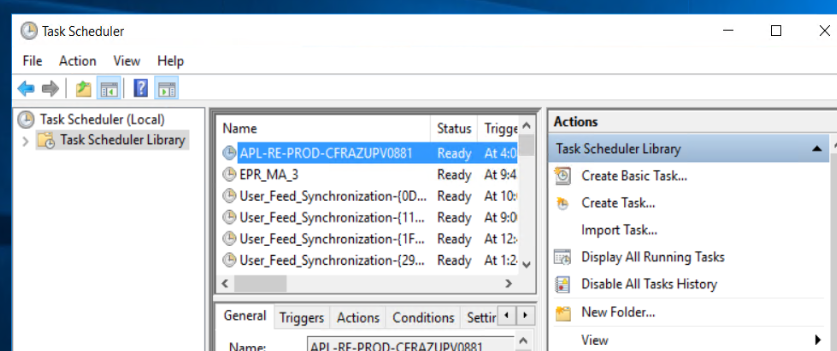 Task Scheduler
File Action View Help
Task Scheduler (Local)
Task Scheduler Library
Name Status Trigge
APL-RE-PROD-CFRAZUPV0881 Ready At 4:0
EPR_MA_3 Ready At 9:4
User_Feed_Synchronization-{0D... Ready At 10:
User_Feed_Synchronization-{11... Ready At 9:00
User_Feed_Synchronization-{1F... Ready At 12:
User_Feed_Synchronization-{29... Ready At 1:2
General Triggers Actions Conditions Settin
Name: APL-RE-PROD-CFRAZUPV0881
Actions
Task Scheduler Library
Create Basic Task...
Create Task...
Import Task...
Display All Running Tasks
Disable All Tasks History
New Folder...
View